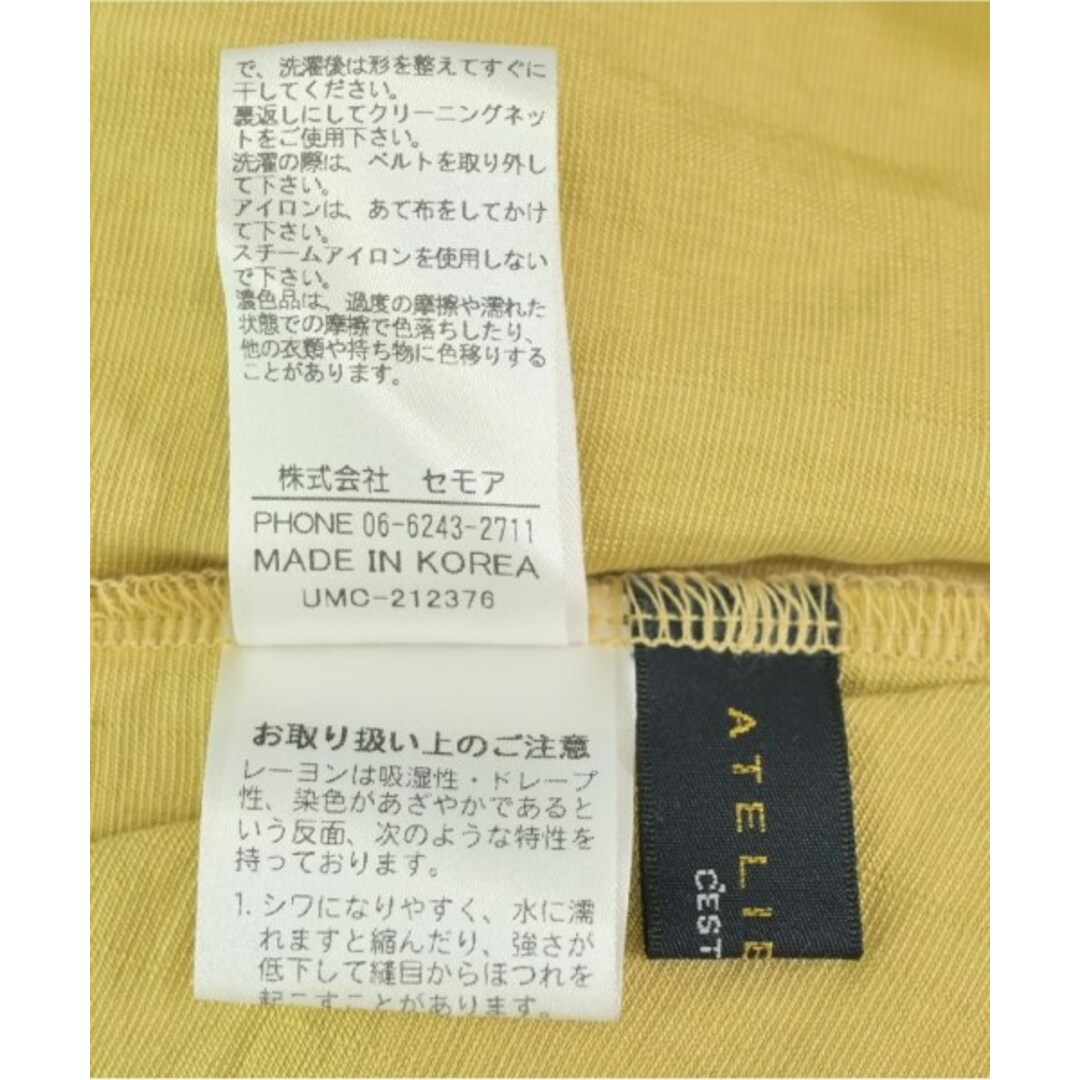 で、洗濯後は形を整えてすぐに
干してください。
裏返しにしてクリーニングネッ
トをご使用下さい。
洗濯の際は、ベルトを取り外し
て下さい。
アイロンは、あて布をしてかけ
て下さい。
スチームアイロンを使用しない
で下さい。
濃色品は、過度の摩擦や濡れた
状態での摩擦で色落ちしたり、
他の衣類や持ち物に色移りする
ことがあります。
株式会社 セモア
PHONE 06-6243-2711
MADE IN KOREA
UMC-212376
お取り扱い上のご注意
レーヨンは吸湿性・ドレープ
性、染色があざやかであると
いう反面、次のような特性を
持っております。
1. シワになりやすく、水に濡
れますと縮んだり、強さが
低下して縫目からほつれを
起こすことがあります。
ATELIE
C'EST